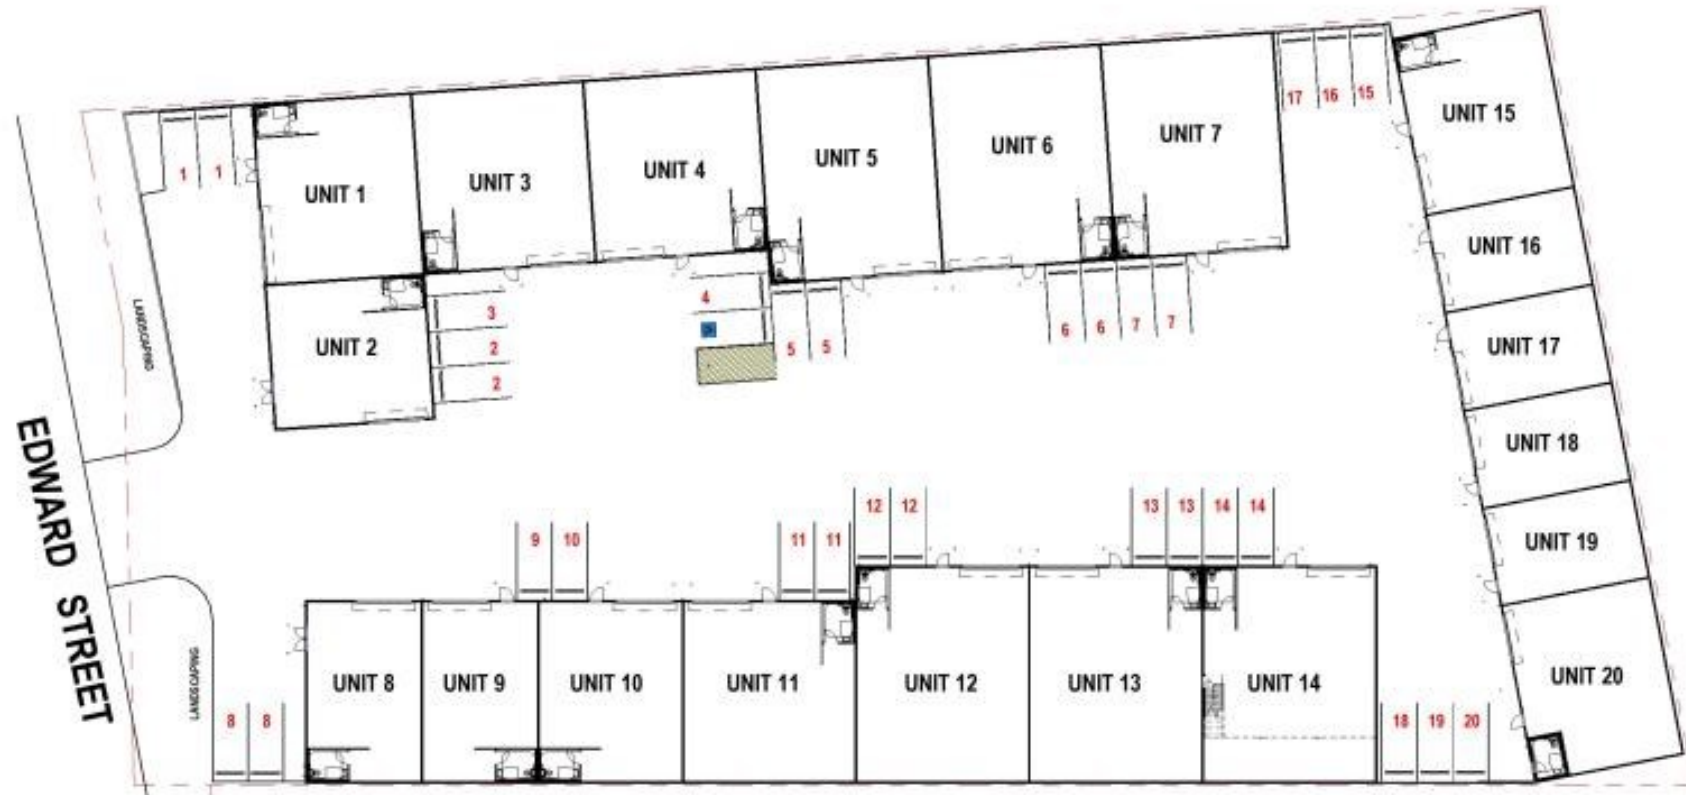 UNIT 1
UNIT 3
UNIT 4
UNIT 5
UNIT 6
UNIT 7
17 16 15
UNIT 15
1 1
UNIT 16
UNIT 2
3
2
2
4
5 5
6 6 7 7
UNIT 17
UNIT 18
UNIT 19
UNIT 20
LANDSCAPING
EDWARD STREET
LANDSCAPING
9 10
11 11
12 12
13 13 14 14
8 8
UNIT 8
UNIT 9
UNIT 10
UNIT 11
UNIT 12
UNIT 13
UNIT 14
18 19 20